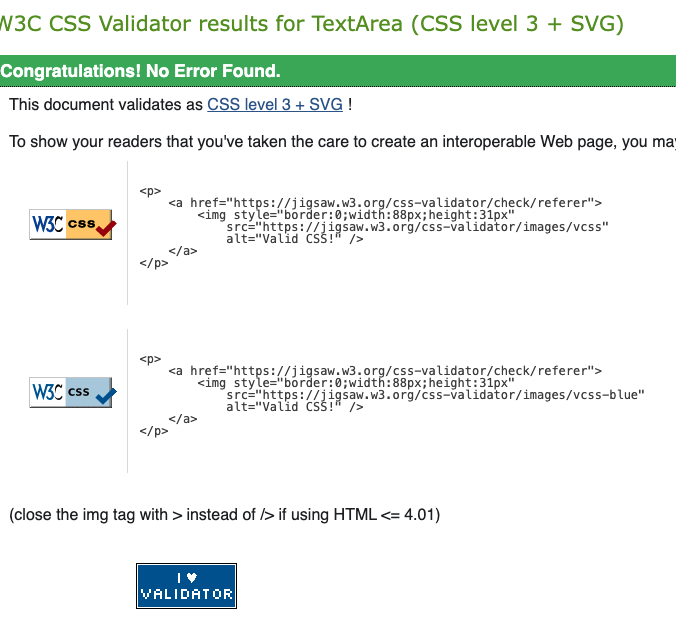 W3C CSS Validator results for TextArea (CSS level 3 + SVG)
Congratulations! No Error Found.
This document validates as CSS level 3 + SVG !
To show your readers that you've taken the care to create an interoperable Web page, you may
W3C css
<p>
    <a href="https://jigsaw.w3.org/css-validator/check/referer">
        <img style="border:0;width:88px;height:31px"
            src="https://jigsaw.w3.org/css-validator/images/vcss"
            alt="Valid CSS!" />
    </a>
</p>
W3C css
<p>
    <a href="https://jigsaw.w3.org/css-validator/check/referer">
        <img style="border:0;width:88px;height:31px"
            src="https://jigsaw.w3.org/css-validator/images/vcss-blue"
            alt="Valid CSS!" />
    </a>
</p>
(close the img tag with > instead of /> if using HTML <= 4.01)
I ♥
VALIDATOR